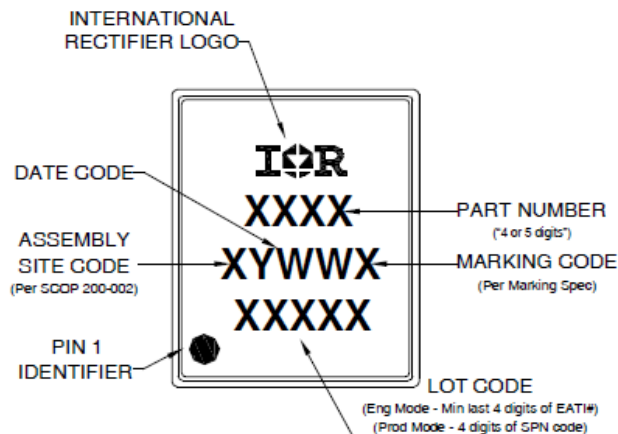 INTERNATIONAL
RECTIFIER LOGO
IOR
DATE CODE
XXXX
PART NUMBER
("4 or 5 digits")
ASSEMBLY
SITE CODE
(Per SCOP 200-002)
XYWWX
MARKING CODE
(Per Marking Spec)
XXXXX
PIN 1
IDENTIFIER
LOT CODE
(Eng Mode - Min last 4 digits of EATI#)
(Prod Mode - 4 digits of SPN code)